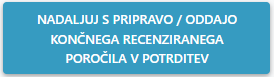 NADALJUJ S PRIPRAVO / ODDAJO
KONČNEGA RECENZIRANEGA
POROČILA V POTRDITEV